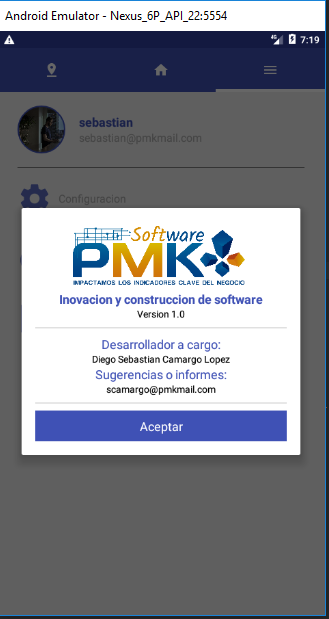 Android Emulator - Nexus_6P_API_22:5554
4G 7:19
sebastian
sebastian@pmkmail.com
Configuracion
Software
PMK
IMPACTAMOS LOS INDICADORES CLAVE DEL NEGOCIO
Inovacion y construccion de software
Version 1.0
Desarrollador a cargo:
Diego Sebastian Camargo Lopez
Sugerencias o informes:
scamargo@pmkmail.com
Aceptar